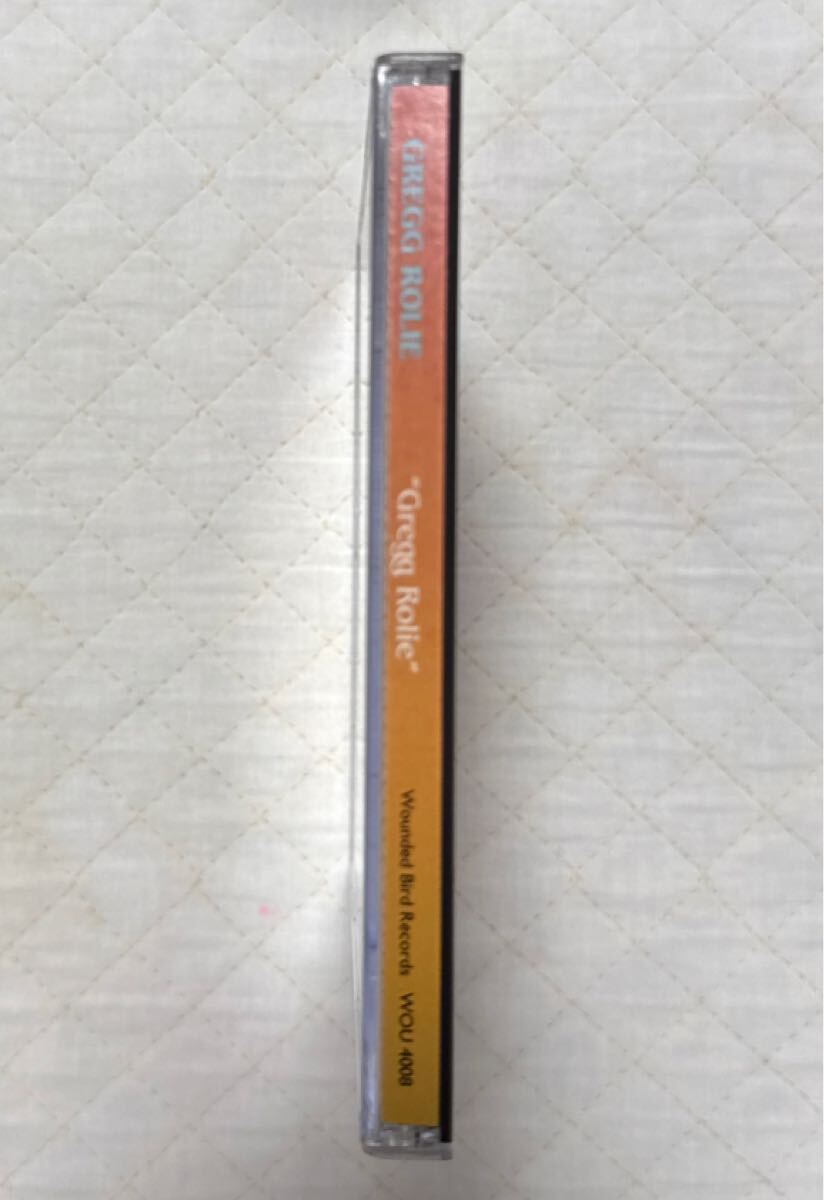 GREGG ROLIE
"Gregg Rolie"
Wounded Bird Records WOU 4008